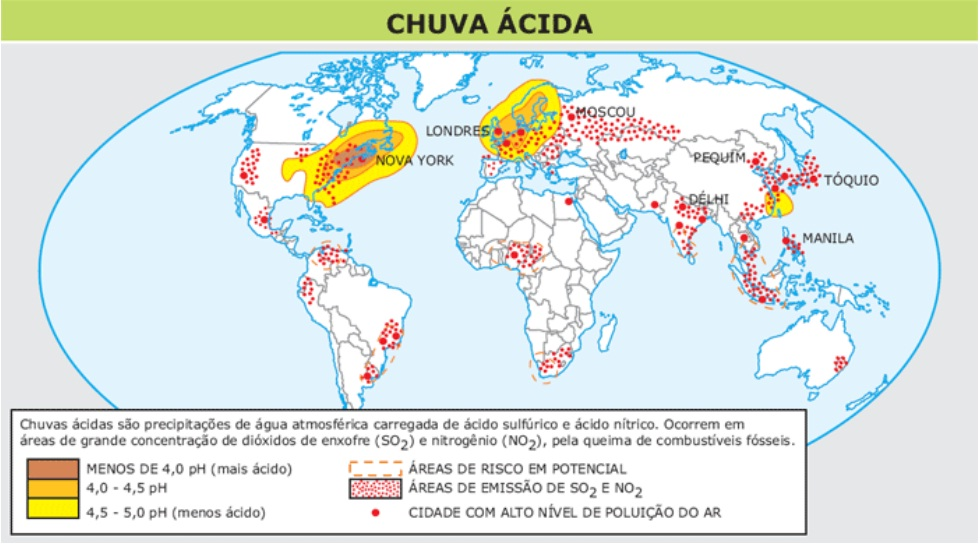 CHUVA ÁCIDA
MOSCOU
LONDRES
NOVA YORK
PEQUIM
TÓQUIO
DÉLHI
MANILA
Chuvas ácidas são precipitações de água atmosférica carregada de ácido sulfúrico e ácido nítrico. Ocorrem em
áreas de grande concentração de dióxidos de enxofre (SO₂) e nitrogênio (NO₂), pela queima de combustíveis fósseis.
MENOS DE 4,0 pH (mais ácido)
4,0 - 4,5 pH
4,5 - 5,0 pH (menos ácido)
ÁREAS DE RISCO EM POTENCIAL
ÁREAS DE EMISSÃO DE SO₂ E NO₂
CIDADE COM ALTO NÍVEL DE POLUIÇÃO DO AR